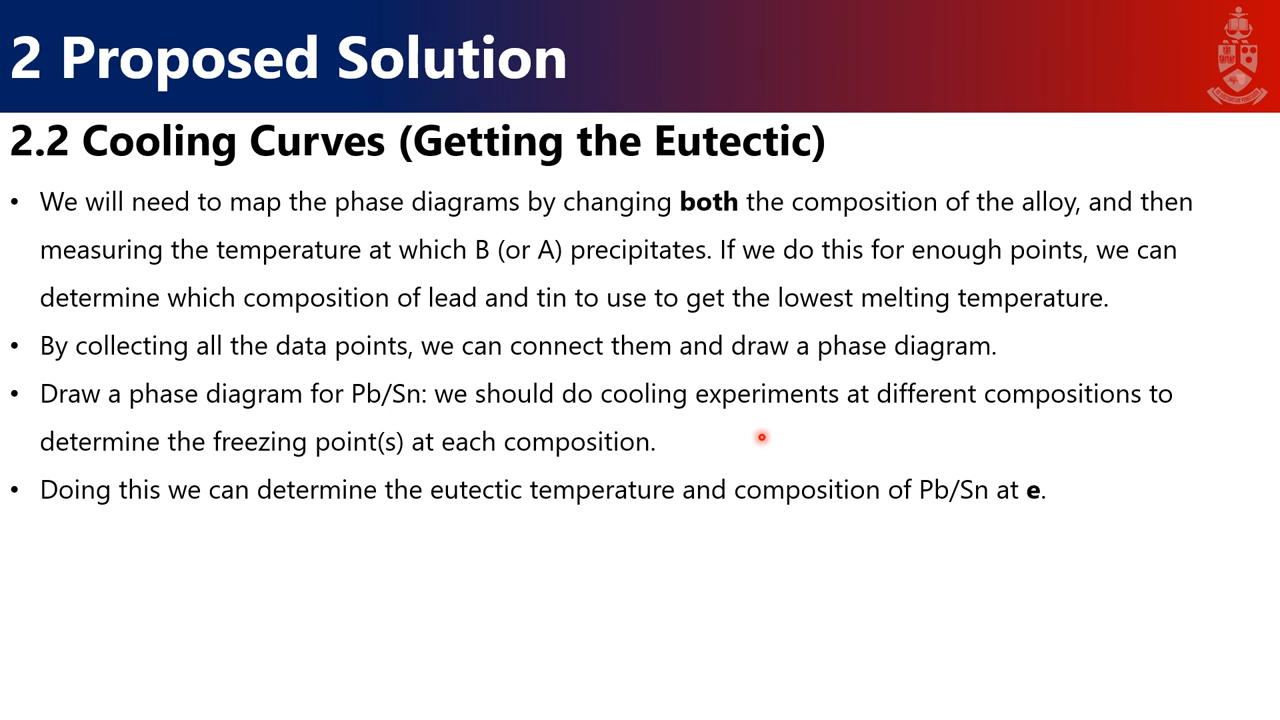 2 Proposed Solution
2.2 Cooling Curves (Getting the Eutectic)
• We will need to map the phase diagrams by changing both the composition of the alloy, and then
measuring the temperature at which B (or A) precipitates. If we do this for enough points, we can
determine which composition of lead and tin to use to get the lowest melting temperature.
• By collecting all the data points, we can connect them and draw a phase diagram.
• Draw a phase diagram for Pb/Sn: we should do cooling experiments at different compositions to
determine the freezing point(s) at each composition.
• Doing this we can determine the eutectic temperature and composition of Pb/Sn at e.